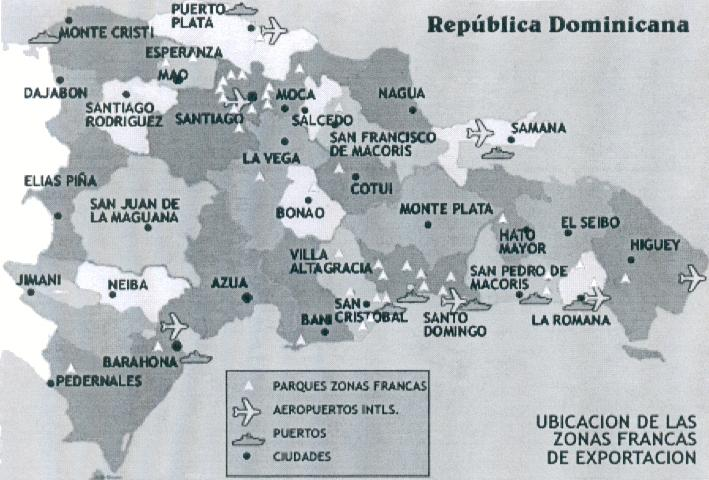 República Dominicana
PUERTO
PLATA
MONTE CRISTI
ESPERANZA
MAO
DAJABON
SANTIAGO
RODRIGUEZ
SANTIAGO
MOCA
SALCEDO
NAGUA
SAN FRANCISCO
DE MACORIS
SAMANA
LA VEGA
ELIAS PIÑA
SAN JUAN DE
LA MAGUANA
COTUI
BONAO
MONTE PLATA
HATO
MAYOR
EL SEIBO
HIGUEY
VILLA
ALTAGRACIA
SAN PEDRO DE
MACORIS
JIMANI
NEIBA
AZUA
SAN
CRISTOBAL
BANI
SANTO
DOMINGO
LA ROMANA
BARAHONA
PEDERNALES
PARQUES ZONAS FRANCAS
AEROPUERTOS INTLS.
PUERTOS
CIUDADES
UBICACION DE LAS
ZONAS FRANCAS
DE EXPORTACION